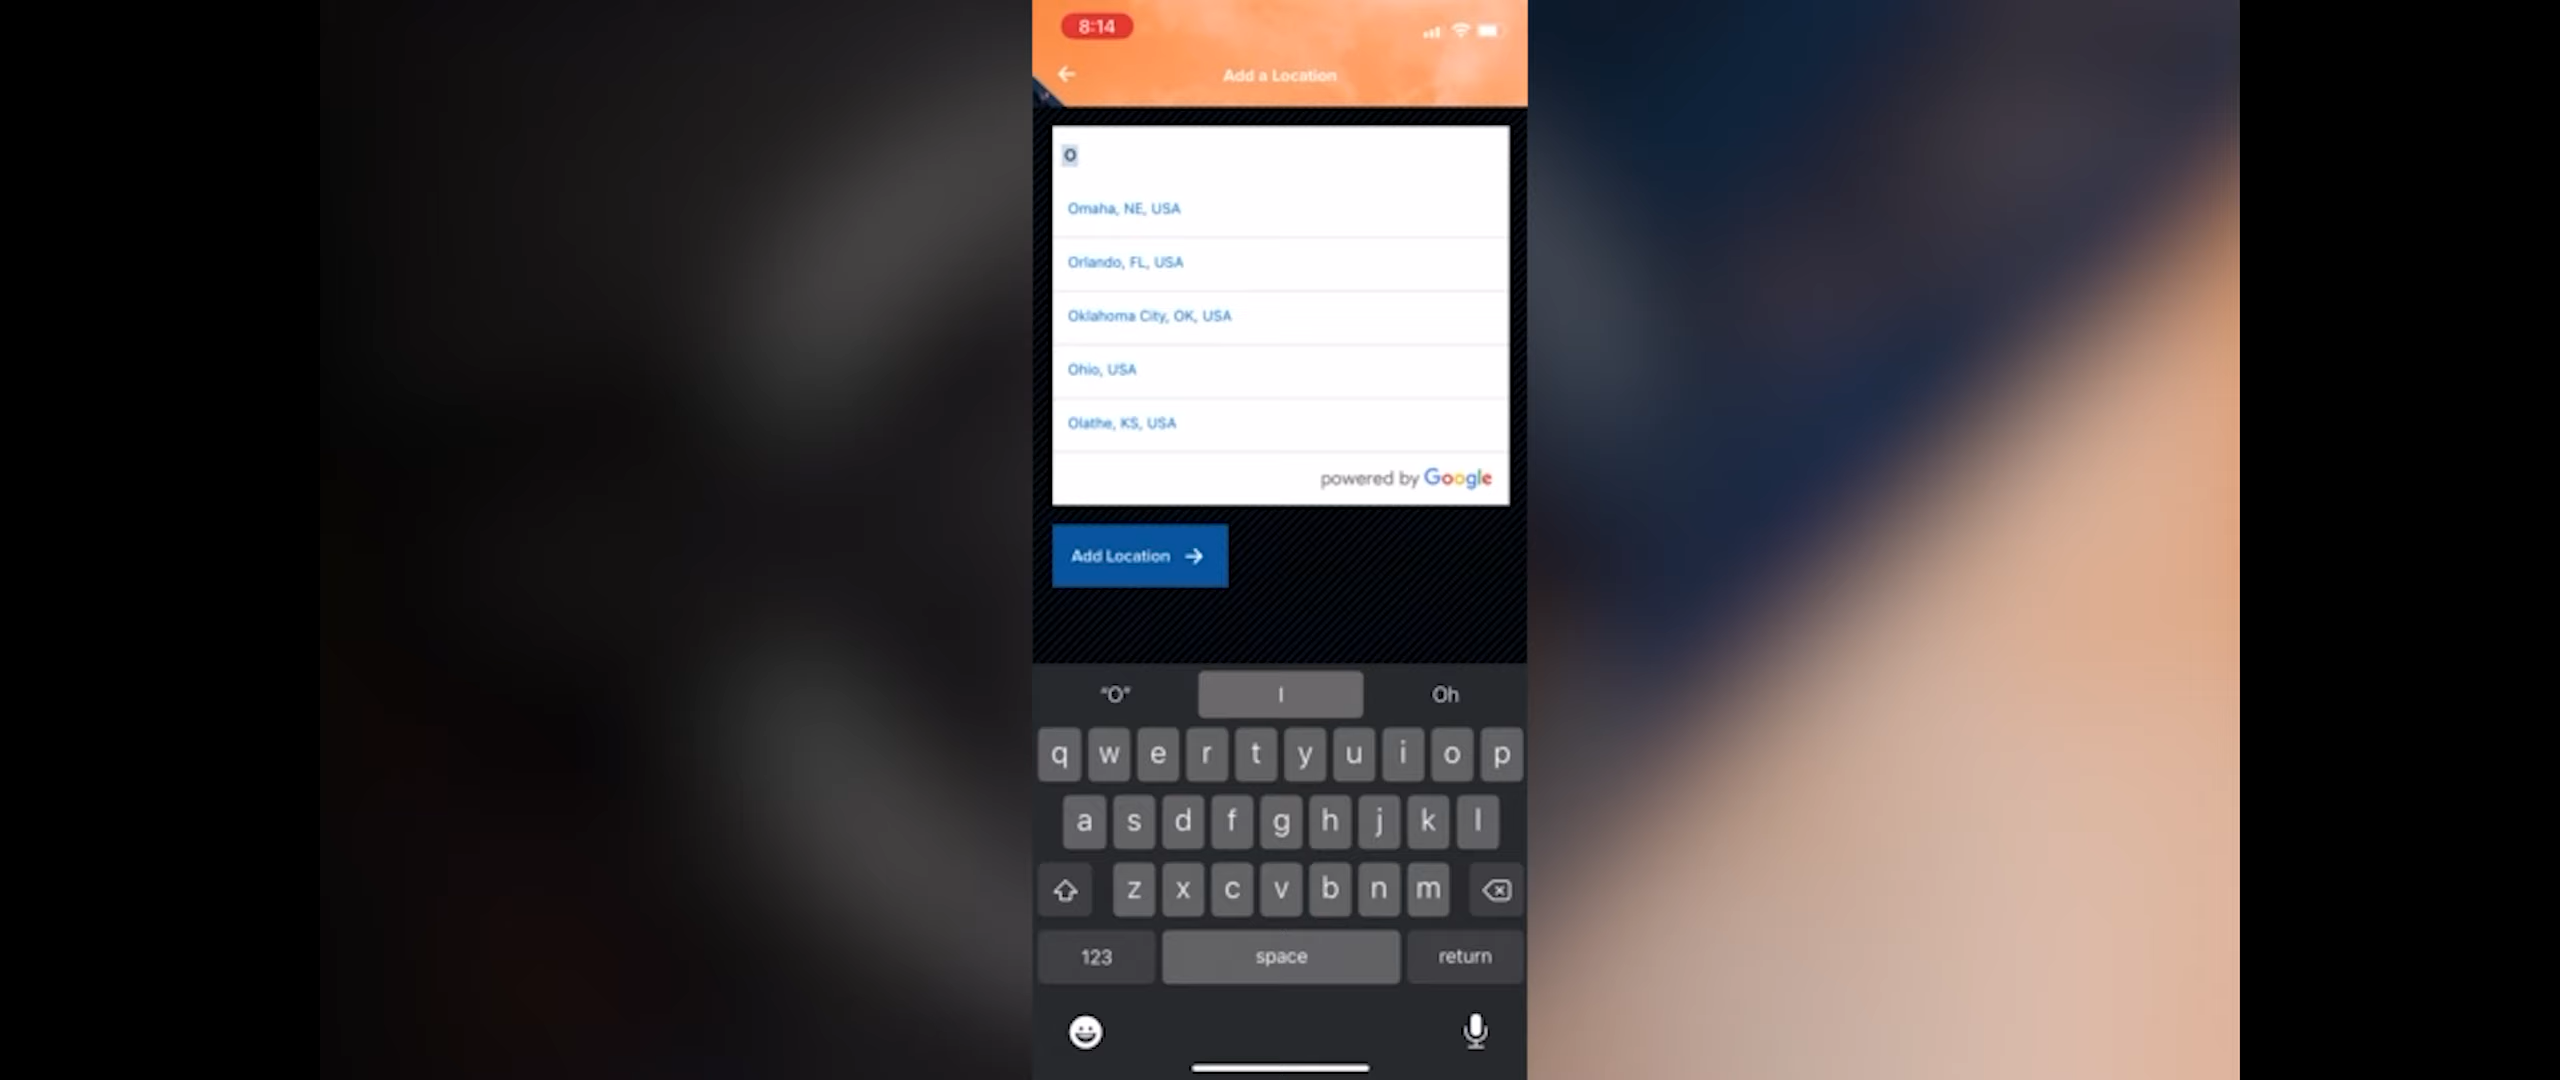 8:14
Add a Location
O
Omaha, NE, USA
Orlando, FL, USA
Oklahoma City, OK, USA
Ohio, USA
Olathe, KS, USA
powered by Google
Add Location
"O" I Oh
q w e r t y u i o p
a s d f g h j k l
z x c v b n m
123 space return